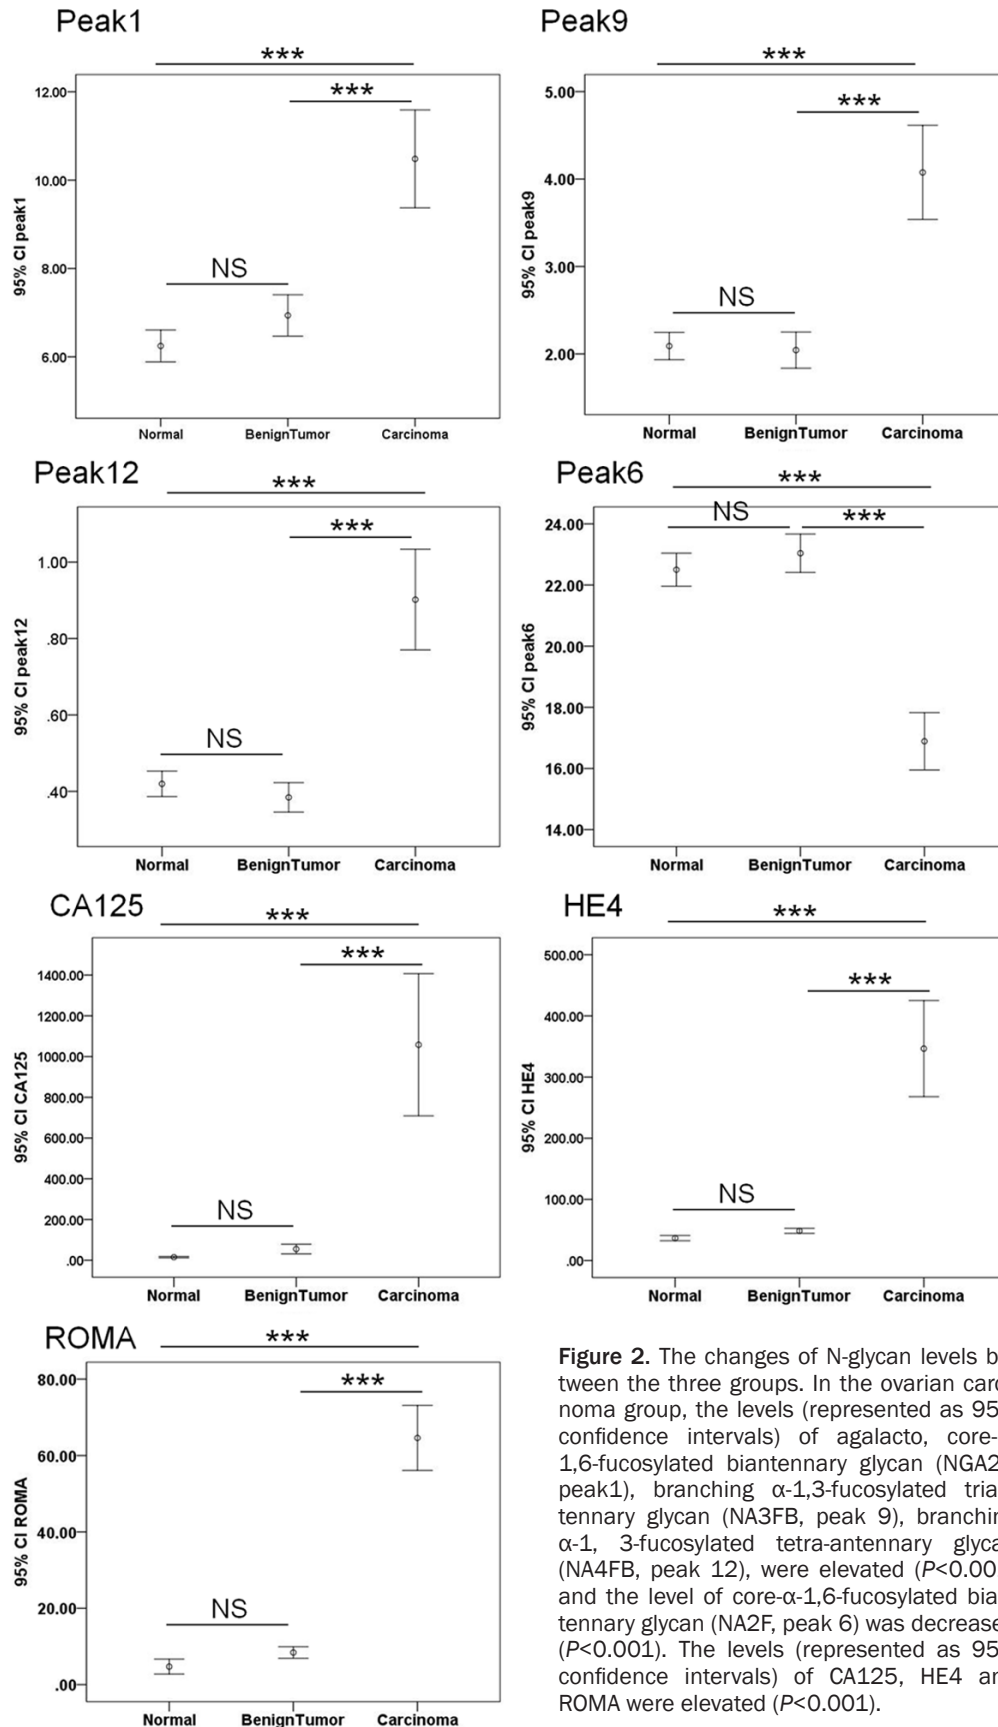 Peak1
***
***
NS
12.00
10.00
8.00
6.00
95% CI peak1
Normal BenignTumor Carcinoma
Peak9
***
***
NS
5.00
4.00
3.00
2.00
95% CI peak9
Normal BenignTumor Carcinoma
Peak12
***
***
NS
1.00
.80
.60
.40
95% CI peak12
Normal BenignTumor Carcinoma
Peak6
***
NS
***
24.00
22.00
20.00
18.00
16.00
14.00
95% CI peak6
Normal BenignTumor Carcinoma
CA125
***
***
NS
1400.00
1200.00
1000.00
800.00
600.00
400.00
200.00
.00
95% CI CA125
Normal BenignTumor Carcinoma
HE4
***
***
NS
500.00
400.00
300.00
200.00
100.00
.00
95% CI HE4
Normal BenignTumor Carcinoma
ROMA
***
***
NS
80.00
60.00
40.00
20.00
.00
95% CI ROMA
Normal BenignTumor Carcinoma
Figure 2. The changes of N-glycan levels b
tween the three groups. In the ovarian carc
noma group, the levels (represented as 95
confidence intervals) of agalacto, core-
1,6-fucosylated biantennary glycan (NGA2
peak1), branching α-1,3-fucosylated tria
tennary glycan (NA3FB, peak 9), branchin
α-1, 3-fucosylated tetra-antennary glyca
(NA4FB, peak 12), were elevated (P<0.00
and the level of core-α-1,6-fucosylated bia
tennary glycan (NA2F, peak 6) was decrease
(P<0.001). The levels (represented as 95
confidence intervals) of CA125, HE4 an
ROMA were elevated (P<0.001).